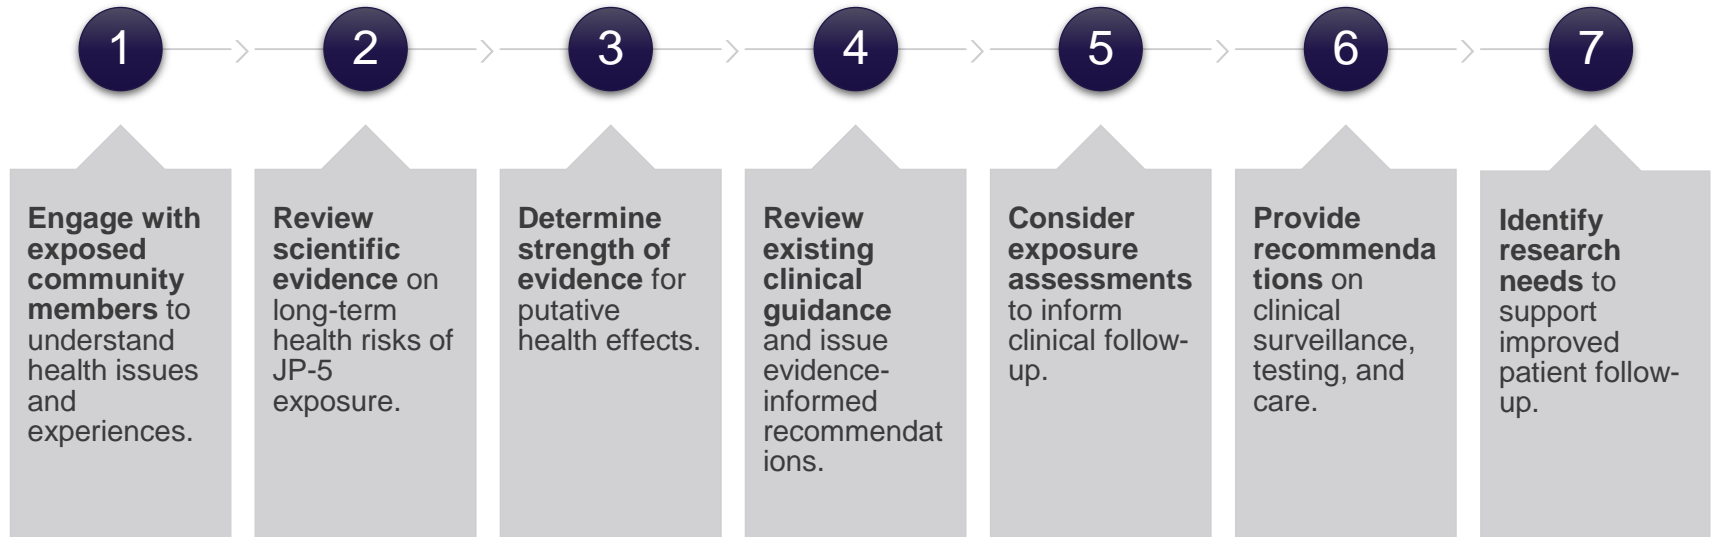 1
2
3
4
5
6
7
Engage with
exposed
community
members to
understand
health issues
and
experiences.
Review
scientific
evidence on
long-term
health risks of
JP-5
exposure.
Determine
strength of
evidence for
putative
health effects.
Review
existing
clinical
guidance
and issue
evidence-
informed
recommendat
ions.
Consider
exposure
assessments
to inform
clinical follow-
up.
Provide
recommenda
tions on
clinical
surveillance,
testing, and
care.
Identify
research
needs to
support
improved
patient follow-
up.